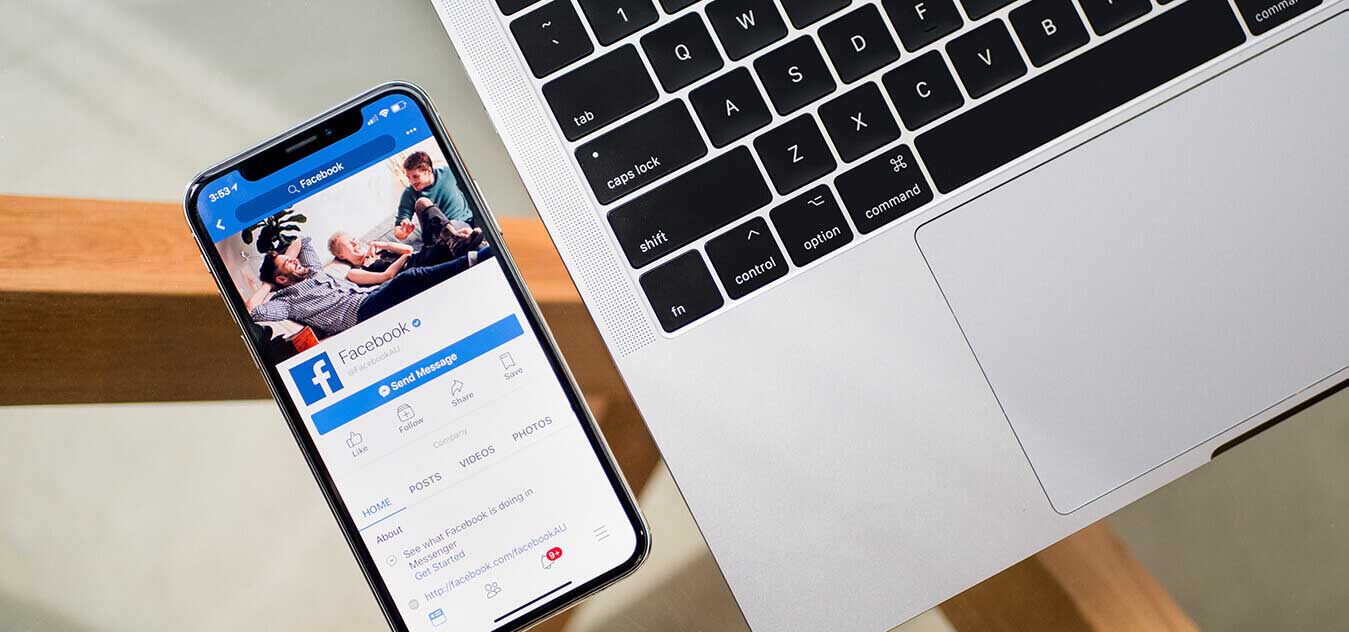 3:53
Facebook
Facebook
@FacebookAU
Send Message
Like
Follow
Share
Save
Company
HOME
POSTS
VIDEOS
PHOTOS
About
See what Facebook is doing in
Messenger
Get Started
http://facebook.com/facebookAU
9+
~
`
1
tab
Q
W
caps lock
A
S
D
F
shift
Z
X
C
V
B
fn
^
control
⌥
option
⌘
command
command